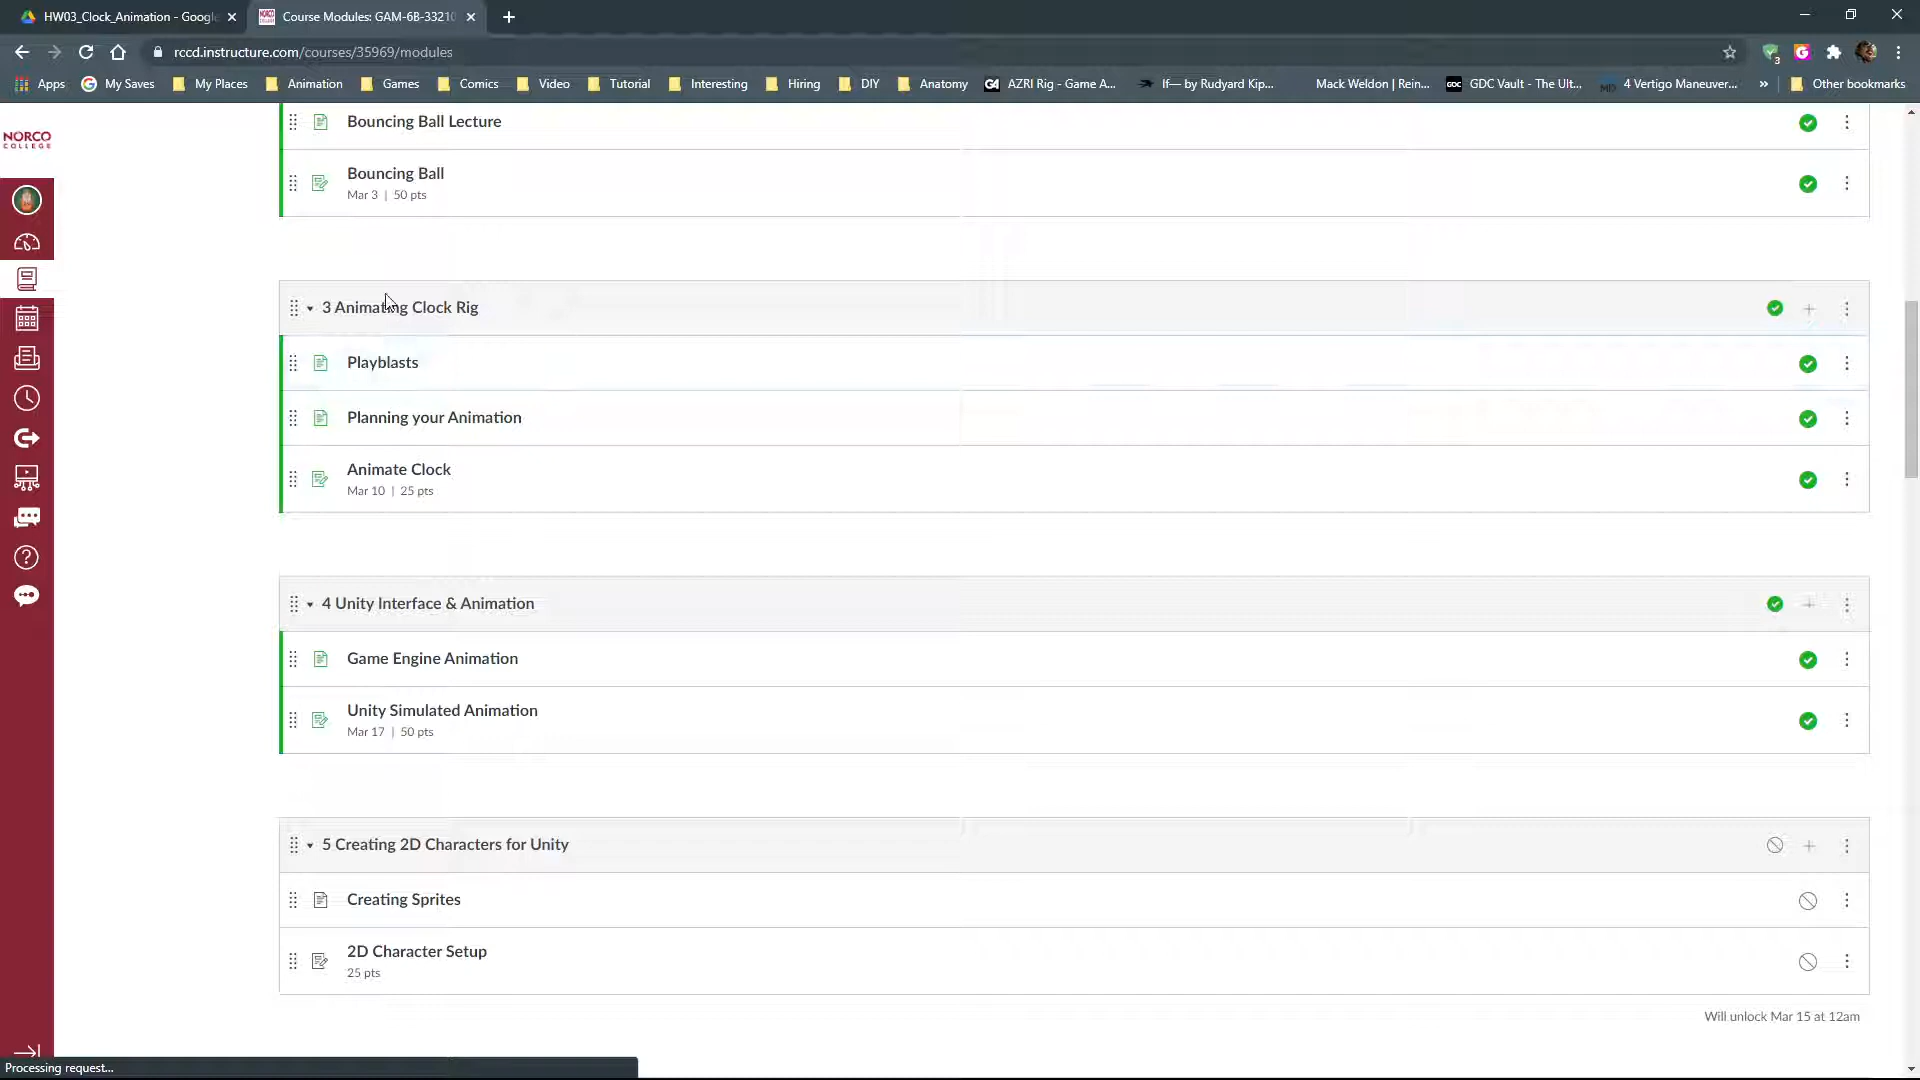 HW03_Clock_Animation - Google
Course Modules: GAM-6B-33210
rccd.instructure.com/courses/35969/modules
3
Apps
My Saves
My Places
Animation
Games
Comics
Video
Tutorial
Interesting
Hiring
DIY
Anatomy
AZRI Rig - Game A...
If— by Rudyard Kip...
Mack Weldon | Rein...
GDC Vault - The Ult...
4 Vertigo Maneuver...
»
Other bookmarks
NORCO
COLLEGE
Bouncing Ball Lecture
Bouncing Ball
Mar 3 | 50 pts
3 Animating Clock Rig
Playblasts
Planning your Animation
Animate Clock
Mar 10 | 25 pts
4 Unity Interface & Animation
Game Engine Animation
Unity Simulated Animation
Mar 17 | 50 pts
5 Creating 2D Characters for Unity
Creating Sprites
2D Character Setup
25 pts
Will unlock Mar 15 at 12am
Processing request...